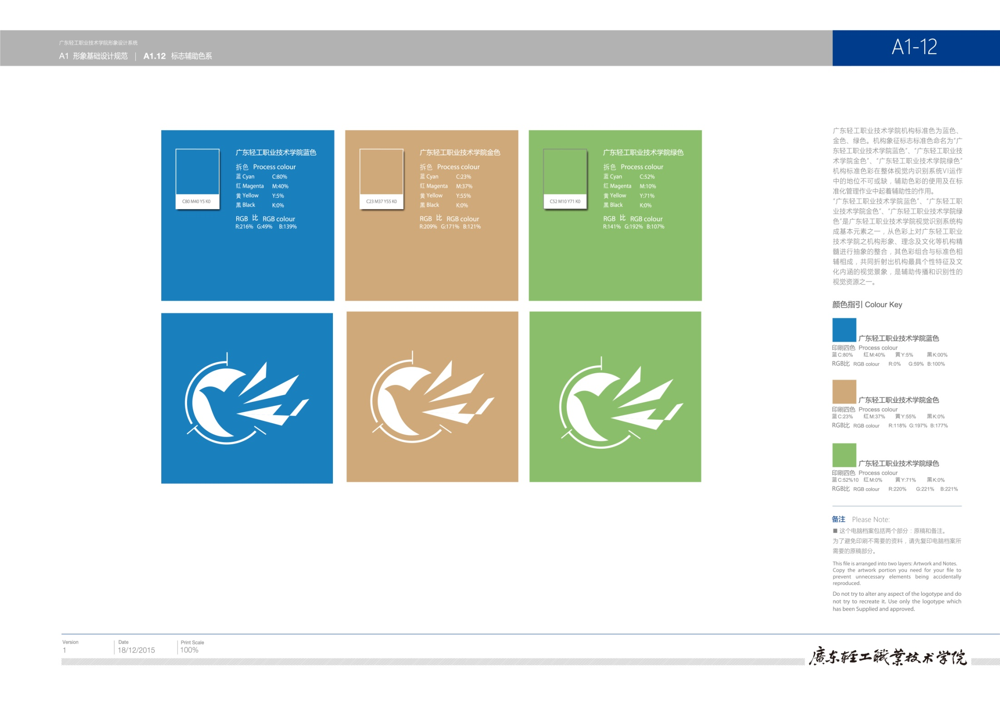 广东轻工职业技术学院形象设计系统
A1 形象基础设计规范 | A1.12 标志辅助色系
A1-12
广东轻工职业技术学院蓝色
拆色 Process colour
蓝 Cyan C:80%
红 Magenta M:40%
黄 Yellow Y:5%
黑 Black K:0%
C80 M40 Y5 K0
RGB 比 RGB colour
R:216% G:49% B:139%
广东轻工职业技术学院金色
拆色 Process colour
蓝 Cyan C:23%
红 Magenta M:37%
黄 Yellow Y:55%
黑 Black K:0%
C23 M37 Y55 K0
RGB 比 RGB colour
R:209% G:171% B:121%
广东轻工职业技术学院绿色
拆色 Process colour
蓝 Cyan C:52%
红 Magenta M:10%
黄 Yellow Y:71%
黑 Black K:0%
C52 M10 Y71 K0
RGB 比 RGB colour
R:141% G:192% B:107%
广东轻工职业技术学院机构标准色为蓝色、
金色、绿色。机构象征标志标准色命名为“广
东轻工职业技术学院蓝色”、“广东轻工职业技
术学院金色”、“广东轻工职业技术学院绿色”
机构标准色彩在整体视觉内识别系统VI运作
中的地位不可或缺，辅助色彩的使用及在标
准化管理作业中起着辅助性的作用。
“广东轻工职业技术学院蓝色”、“广东轻工职
业技术学院金色”、“广东轻工职业技术学院绿
色”是广东轻工职业技术学院视觉识别系统构
成基本元素之一，从色彩上对广东轻工职业
技术学院之机构形象、理念及文化等机构精
髓进行抽象的整合，其色彩组合与标准色相
辅相成，共同折射出机构最具个性特征及文
化内涵的视觉景象，是辅助传播和识别性的
视觉资源之一。
颜色指引 Colour Key
广东轻工职业技术学院蓝色
印刷四色 Process colour
蓝C:80% 红M:40% 黄Y:5% 黑K:00%
RGB比 RGB colour R:0% G:59% B:100%
广东轻工职业技术学院金色
印刷四色 Process colour
蓝C:23% 红M:37% 黄Y:55% 黑K:0%
RGB比 RGB colour R:118% G:197% B:177%
广东轻工职业技术学院绿色
印刷四色 Process colour
蓝C:52%10 红M:0% 黄Y:71% 黑K:0%
RGB比 RGB colour R:220% G:221% B:221%
备注 Please Note:
■ 这个电脑档案包括两个部分：原稿和备注。
为了避免印刷不需要的资料，请先复印电脑档案所
需要的原稿部分。
This file is arranged into two layers: Artwork and Notes.
Copy the artwork portion you need for your file to
prevent unnecessary elements being accidentally
reproduced.
Do not try to alter any aspect of the logotype and do
not try to recreate it. Use only the logotype which
has been Supplied and approved.
Version
1
Date
18/12/2015
Print Scale
100%
廣东轻工職業技术学院